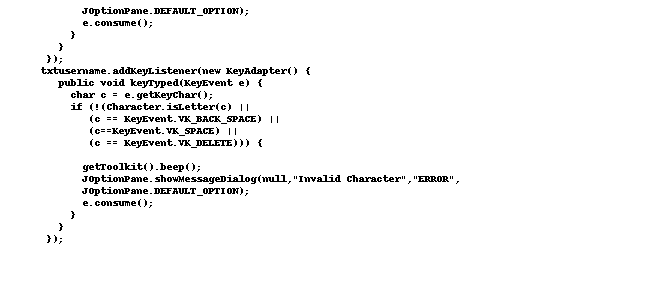 JOptionPane.DEFAULT_OPTION);
e.consume();
}
}
});
txtusername.addKeyListener(new KeyAdapter() {
public void keyTyped(KeyEvent e) {
char c = e.getKeyChar();
if (!(Character.isLetter(c) ||
(c == KeyEvent.VK_BACK_SPACE) ||
(c==KeyEvent.VK_SPACE) ||
(c == KeyEvent.VK_DELETE))) {
getToolkit().beep();
JOptionPane.showMessageDialog(null,"Invalid Character","ERROR",
JOptionPane.DEFAULT_OPTION);
e.consume();
}
}
});